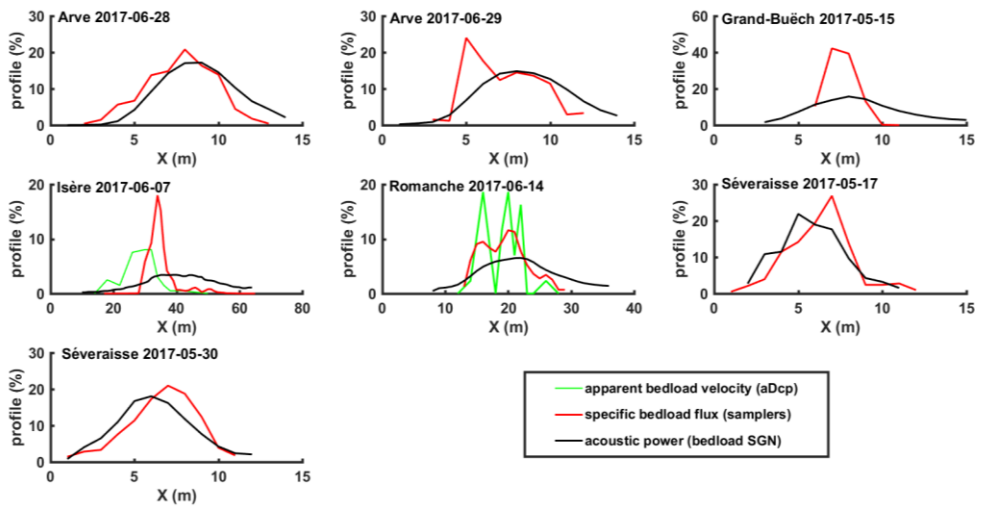 Arve 2017-06-28
profile (%)
30
20
10
0
0 5 10 15
X (m)
Arve 2017-06-29
profile (%)
30
20
10
0
0 5 10 15
X (m)
Grand-Buëch 2017-05-15
profile (%)
60
40
20
0
0 5 10 15
X (m)
Isère 2017-06-07
profile (%)
20
10
0
0 20 40 60 80
X (m)
Romanche 2017-06-14
profile (%)
20
10
0
0 10 20 30 40
X (m)
Séveraisse 2017-05-17
profile (%)
30
20
10
0
0 5 10 15
X (m)
Séveraisse 2017-05-30
profile (%)
30
20
10
0
0 5 10 15
X (m)
apparent bedload velocity (aDcp)
specific bedload flux (samplers)
acoustic power (bedload SGN)